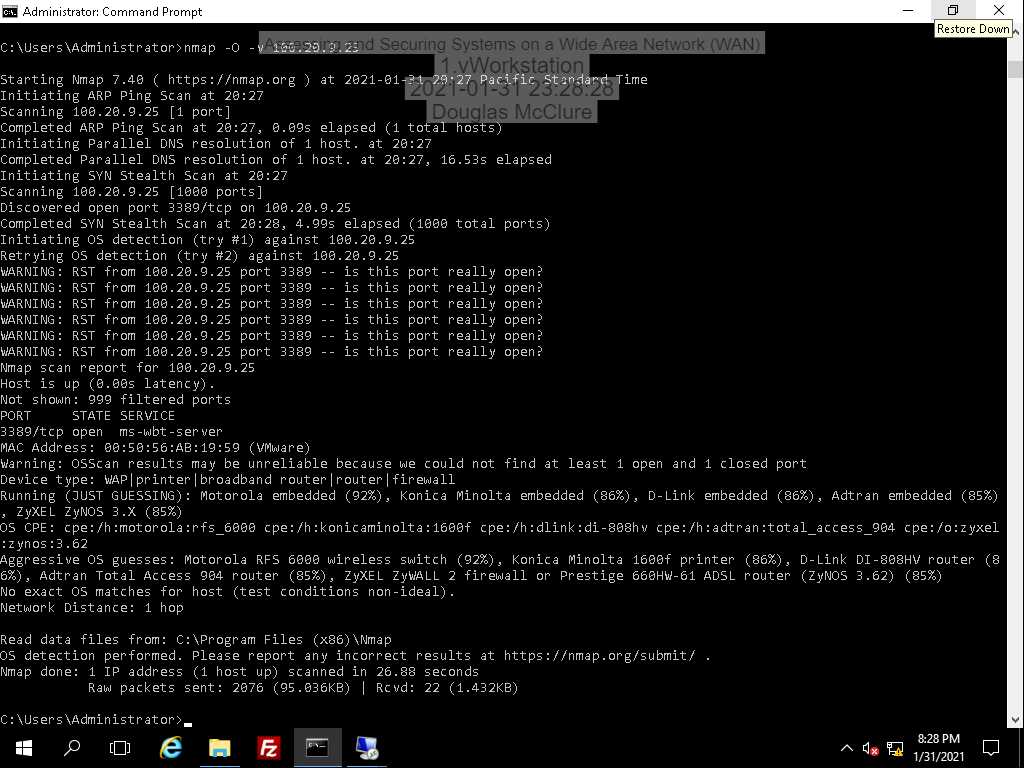 Administrator: Command Prompt
Restore Down
C:\Users\Administrator>nmap -O -v 100.20.9.25
Assessing and Securing Systems on a Wide Area Network (WAN)
1.vWorkstation
2021-01-31 23:28:28
Douglas McClure
Starting Nmap 7.40 ( https://nmap.org ) at 2021-01-31 20:27 Pacific Standard Time
Initiating ARP Ping Scan at 20:27
Scanning 100.20.9.25 [1 port]
Completed ARP Ping Scan at 20:27, 0.09s elapsed (1 total hosts)
Initiating Parallel DNS resolution of 1 host. at 20:27
Completed Parallel DNS resolution of 1 host. at 20:27, 16.53s elapsed
Initiating SYN Stealth Scan at 20:27
Scanning 100.20.9.25 [1000 ports]
Discovered open port 3389/tcp on 100.20.9.25
Completed SYN Stealth Scan at 20:28, 4.99s elapsed (1000 total ports)
Initiating OS detection (try #1) against 100.20.9.25
Retrying OS detection (try #2) against 100.20.9.25
WARNING: RST from 100.20.9.25 port 3389 -- is this port really open?
WARNING: RST from 100.20.9.25 port 3389 -- is this port really open?
WARNING: RST from 100.20.9.25 port 3389 -- is this port really open?
WARNING: RST from 100.20.9.25 port 3389 -- is this port really open?
WARNING: RST from 100.20.9.25 port 3389 -- is this port really open?
WARNING: RST from 100.20.9.25 port 3389 -- is this port really open?
Nmap scan report for 100.20.9.25
Host is up (0.00s latency).
Not shown: 999 filtered ports
PORT     STATE SERVICE
3389/tcp open  ms-wbt-server
MAC Address: 00:50:56:AB:19:59 (VMware)
Warning: OSScan results may be unreliable because we could not find at least 1 open and 1 closed port
Device type: WAP|printer|broadband router|router|firewall
Running (JUST GUESSING): Motorola embedded (92%), Konica Minolta embedded (86%), D-Link embedded (86%), Adtran embedded (85%)
, ZyXEL ZyNOS 3.X (85%)
OS CPE: cpe:/h:motorola:rfs_6000 cpe:/h:konicaminolta:1600f cpe:/h:dlink:di-808hv cpe:/h:adtran:total_access_904 cpe:/o:zyxel
:zynos:3.62
Aggressive OS guesses: Motorola RFS 6000 wireless switch (92%), Konica Minolta 1600f printer (86%), D-Link DI-808HV router (8
6%), Adtran Total Access 904 router (85%), ZyXEL ZyWALL 2 firewall or Prestige 660HW-61 ADSL router (ZyNOS 3.62) (85%)
No exact OS matches for host (test conditions non-ideal).
Network Distance: 1 hop
Read data files from: C:\Program Files (x86)\Nmap
OS detection performed. Please report any incorrect results at https://nmap.org/submit/ .
Nmap done: 1 IP address (1 host up) scanned in 26.88 seconds
Raw packets sent: 2076 (95.036KB) | Rcvd: 22 (1.432KB)
C:\Users\Administrator>
8:28 PM
1/31/2021